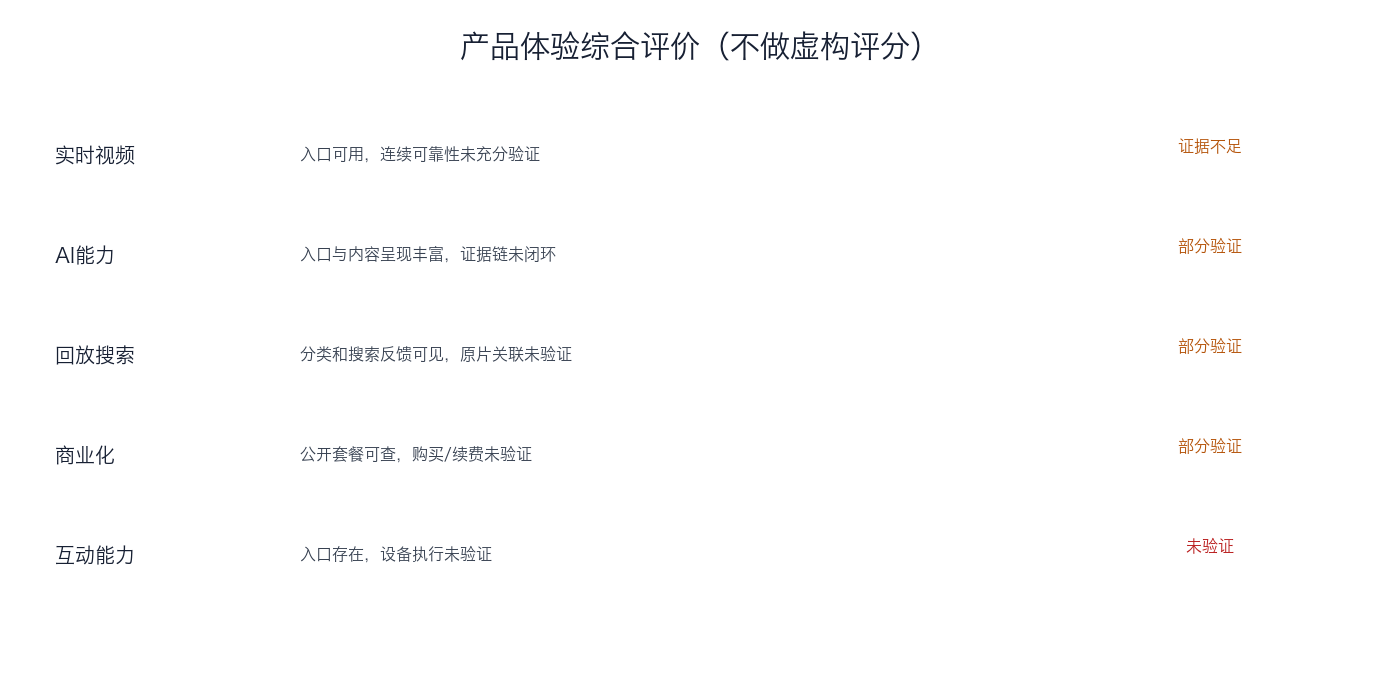 产品体验综合评价（不做虚构评分）
实时视频 入口可用，连续可靠性未充分验证 证据不足
AI能力 入口与内容呈现丰富，证据链未闭环 部分验证
回放搜索 分类和搜索反馈可见，原片关联未验证 部分验证
商业化 公开套餐可查，购买/续费未验证 部分验证
互动能力 入口存在，设备执行未验证 未验证